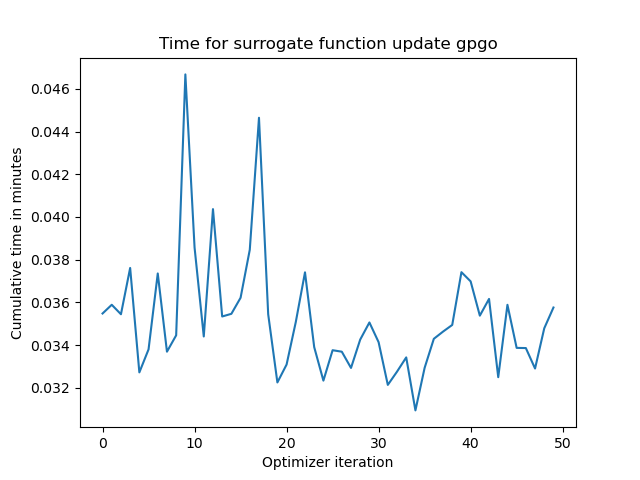 Time for surrogate function update gpgo
Cumulative time in minutes
0.046
0.044
0.042
0.040
0.038
0.036
0.034
0.032
0 10 20 30 40 50
Optimizer iteration